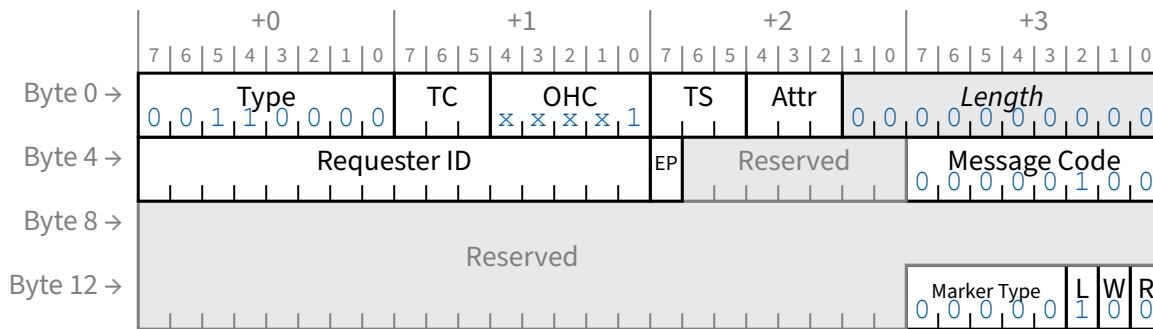 +0 +1 +2 +3
7 6 5 4 3 2 1 0 7 6 5 4 3 2 1 0 7 6 5 4 3 2 1 0 7 6 5 4 3 2 1 0
Byte 0 → Type TC OHC TS Attr Length
0 0 1 1 0 0 0 0 x x x x 1 0 0 0 0 0 0 0 0 0 0
Byte 4 → Requester ID EP Reserved Message Code
0 0 0 0 0 1 0 0
Byte 8 →
Reserved
Byte 12 → Marker Type L W R
0 0 0 0 0 1 0 0